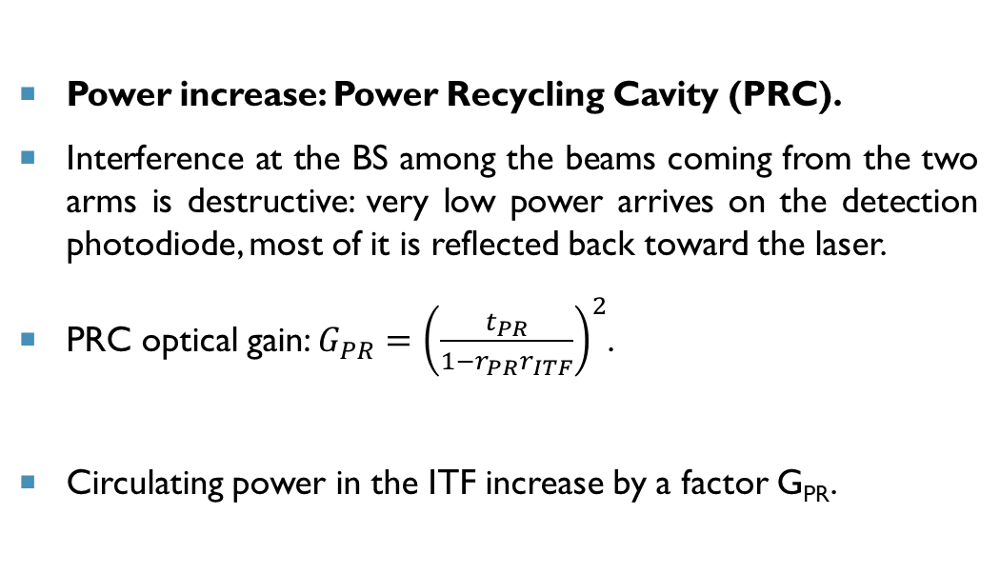 ▪ Power increase: Power Recycling Cavity (PRC).
▪ Interference at the BS among the beams coming from the two
arms is destructive: very low power arrives on the detection
photodiode, most of it is reflected back toward the laser.
▪ PRC optical gain: $G_{PR} = \left(\frac{t_{PR}}{1-r_{PR}r_{ITF}}\right)^2$.
▪ Circulating power in the ITF increase by a factor G$_{PR}$.